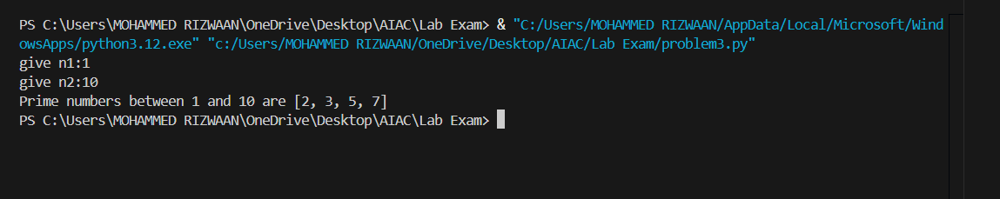 PS C:\Users\MOHAMMED RIZWAAN\OneDrive\Desktop\AIAC\Lab Exam> & "C:/Users/MOHAMMED RIZWAAN/AppData/Local/Microsoft/Wind
owsApps/python3.12.exe" "c:/Users/MOHAMMED RIZWAAN/OneDrive/Desktop/AIAC/Lab Exam/problem3.py"
give n1:1
give n2:10
Prime numbers between 1 and 10 are [2, 3, 5, 7]
PS C:\Users\MOHAMMED RIZWAAN\OneDrive\Desktop\AIAC\Lab Exam>